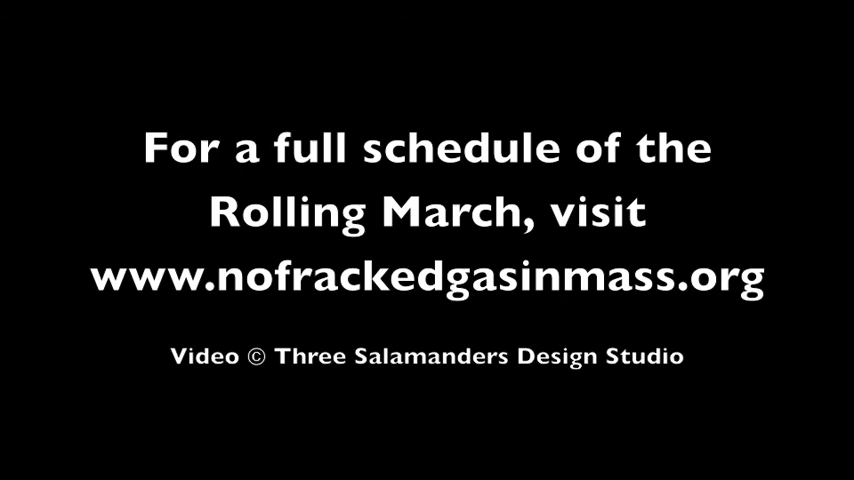 For a full schedule of the
Rolling March, visit
www.nofrackedgasinmass.org
Video © Three Salamanders Design Studio